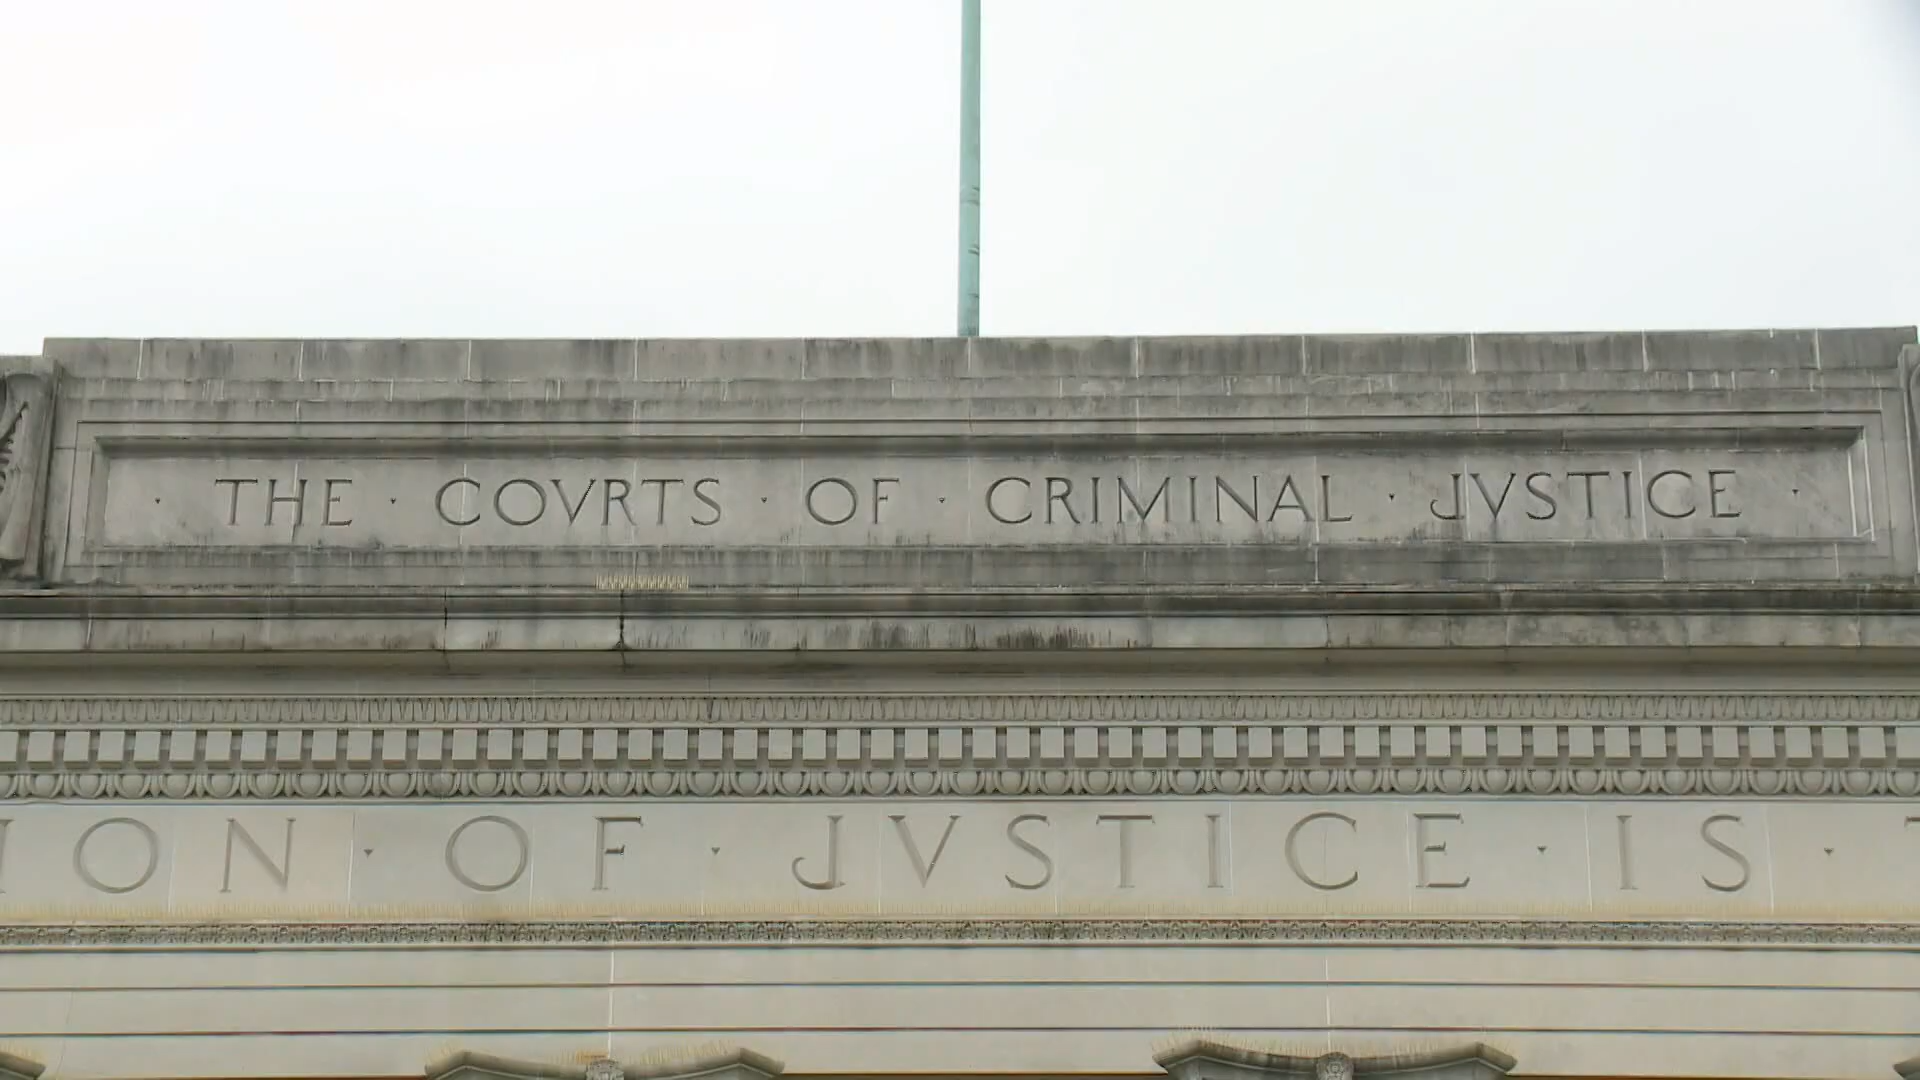 · THE · COVRTS · OF · CRIMINAL · JVSTICE ·
ION · OF · JVSTICE · IS ·